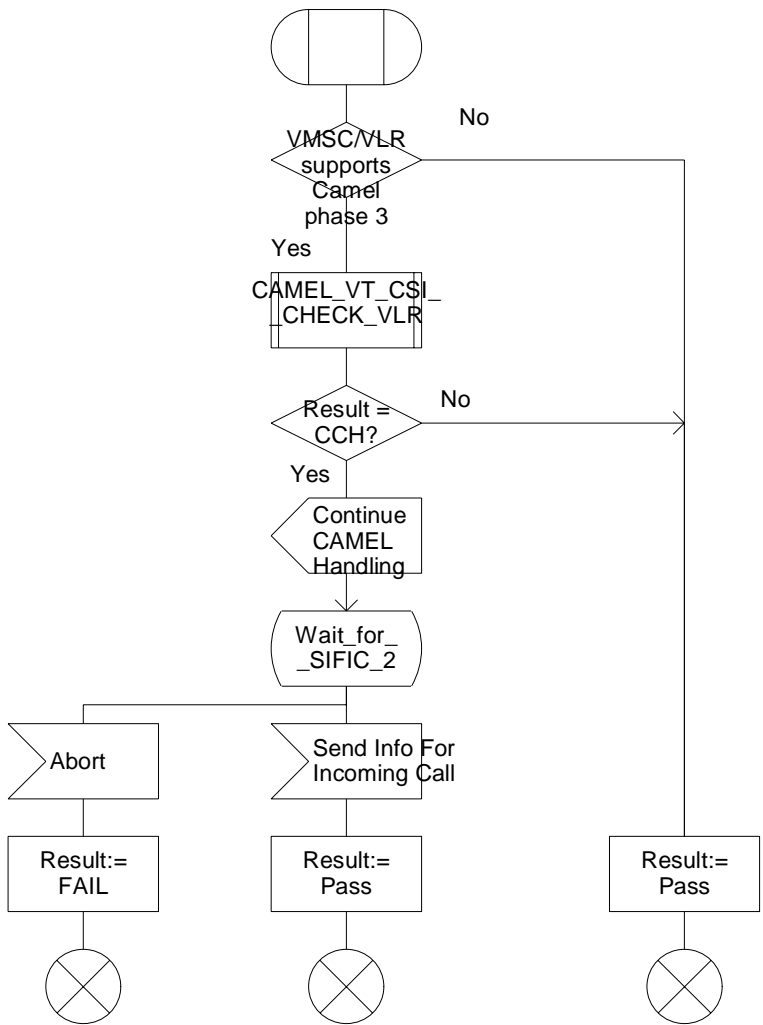 No
VMSC/VLR
supports
Camel
phase 3
Yes
CAMEL_VT_CSI_
_CHECK_VLR
Result =
CCH?
No
Yes
Continue
CAMEL
Handling
Wait_for_
_SIFIC_2
Abort
Send Info For
Incoming Call
Result:=
FAIL
Result:=
Pass
Result:=
Pass